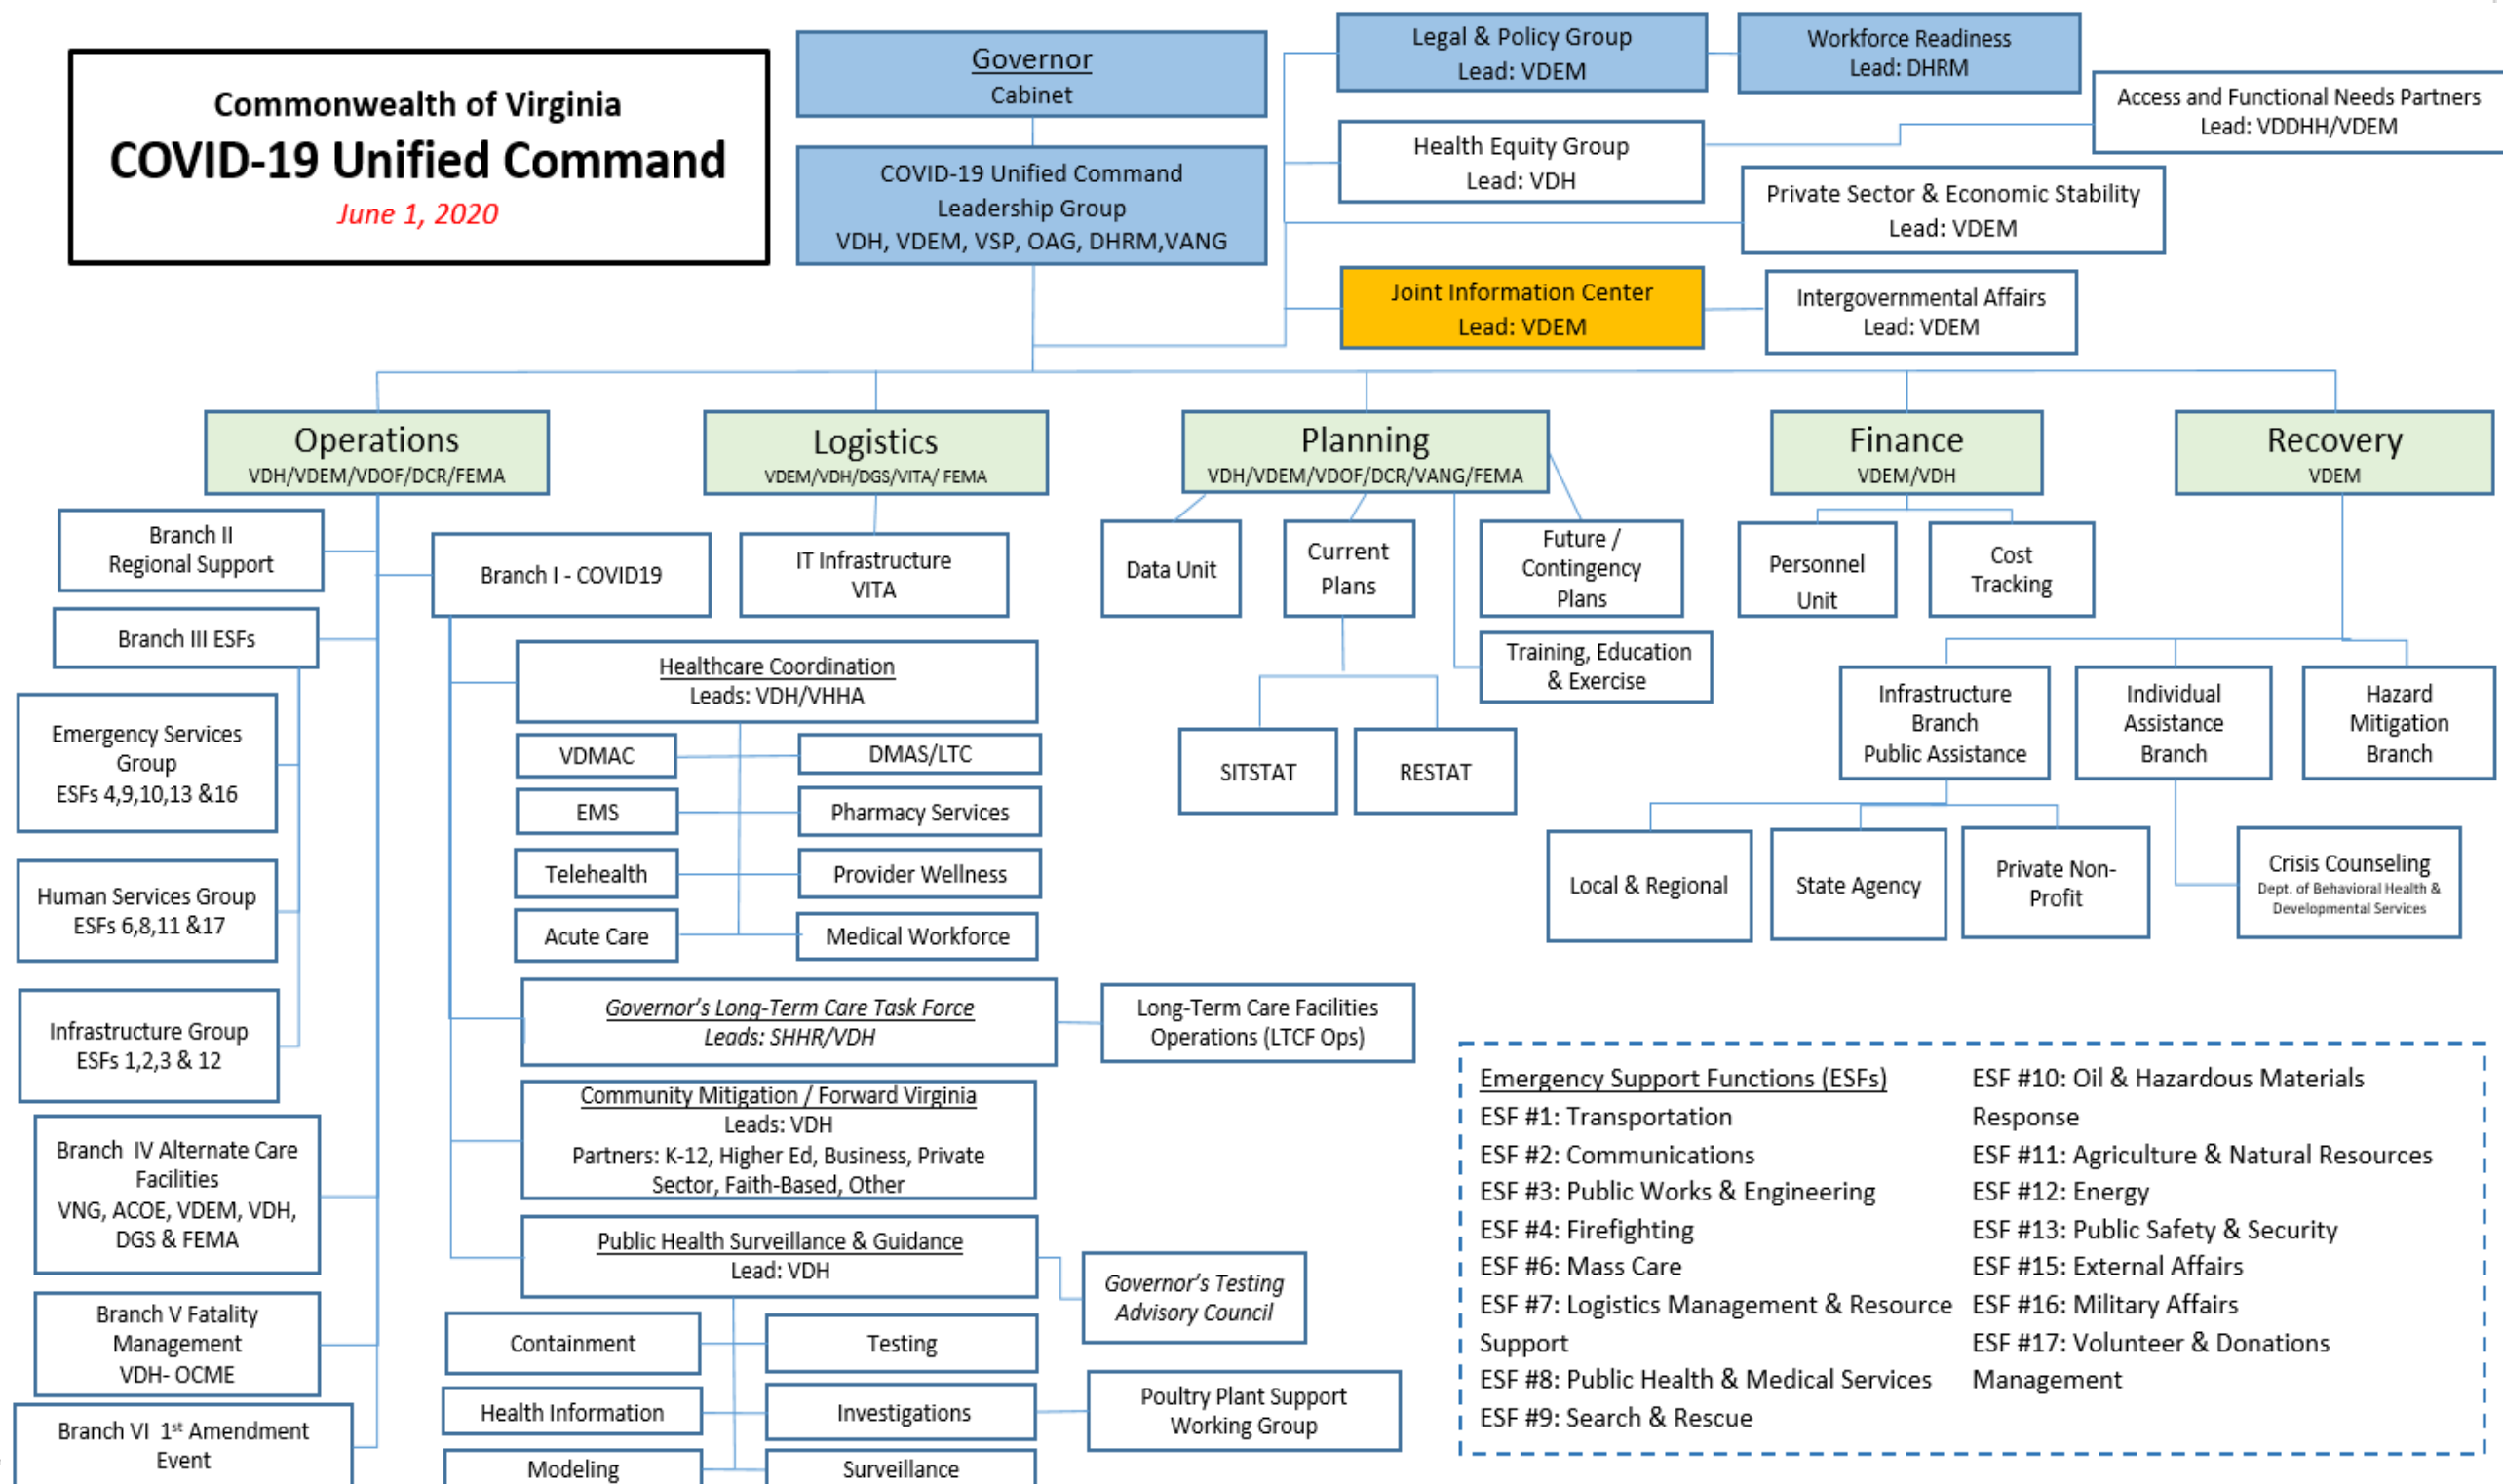 Commonwealth of Virginia
COVID-19 Unified Command
June 1, 2020
Governor
Cabinet
COVID-19 Unified Command
Leadership Group
VDH, VDEM, VSP, OAG, DHRM,VANG
Legal & Policy Group
Lead: VDEM
Workforce Readiness
Lead: DHRM
Access and Functional Needs Partners
Lead: VDDHH/VDEM
Health Equity Group
Lead: VDH
Private Sector & Economic Stability
Lead: VDEM
Joint Information Center
Lead: VDEM
Intergovernmental Affairs
Lead: VDEM
Operations
VDH/VDEM/VDOF/DCR/FEMA
Logistics
VDEM/VDH/DGS/VITA/ FEMA
Planning
VDH/VDEM/VDOF/DCR/VANG/FEMA
Finance
VDEM/VDH
Recovery
VDEM
Branch II
Regional Support
Branch I - COVID19
Branch III ESFs
Emergency Services
Group
ESFs 4,9,10,13 &16
Human Services Group
ESFs 6,8,11 &17
Infrastructure Group
ESFs 1,2,3 & 12
Branch IV Alternate Care
Facilities
VNG, ACOE, VDEM, VDH,
DGS & FEMA
Branch V Fatality
Management
VDH- OCME
Branch VI 1st Amendment
Event
Healthcare Coordination
Leads: VDH/VHHA
VDMAC
DMAS/LTC
EMS
Pharmacy Services
Telehealth
Provider Wellness
Acute Care
Medical Workforce
Governor's Long-Term Care Task Force
Leads: SHHR/VDH
Long-Term Care Facilities
Operations (LTCF Ops)
Community Mitigation / Forward Virginia
Leads: VDH
Partners: K-12, Higher Ed, Business, Private
Sector, Faith-Based, Other
Public Health Surveillance & Guidance
Lead: VDH
Governor's Testing
Advisory Council
Containment
Testing
Health Information
Investigations
Poultry Plant Support
Working Group
Modeling
Surveillance
IT Infrastructure
VITA
Data Unit
Current
Plans
Future /
Contingency
Plans
Training, Education
& Exercise
SITSTAT
RESTAT
Personnel
Unit
Cost
Tracking
Infrastructure
Branch
Public Assistance
Individual
Assistance
Branch
Hazard
Mitigation
Branch
Local & Regional
State Agency
Private Non-
Profit
Crisis Counseling
Dept. of Behavioral Health &
Developmental Services
Emergency Support Functions (ESFs)
ESF #1: Transportation
ESF #2: Communications
ESF #3: Public Works & Engineering
ESF #4: Firefighting
ESF #6: Mass Care
ESF #7: Logistics Management & Resource
Support
ESF #8: Public Health & Medical Services
ESF #9: Search & Rescue
ESF #10: Oil & Hazardous Materials
Response
ESF #11: Agriculture & Natural Resources
ESF #12: Energy
ESF #13: Public Safety & Security
ESF #15: External Affairs
ESF #16: Military Affairs
ESF #17: Volunteer & Donations
Management